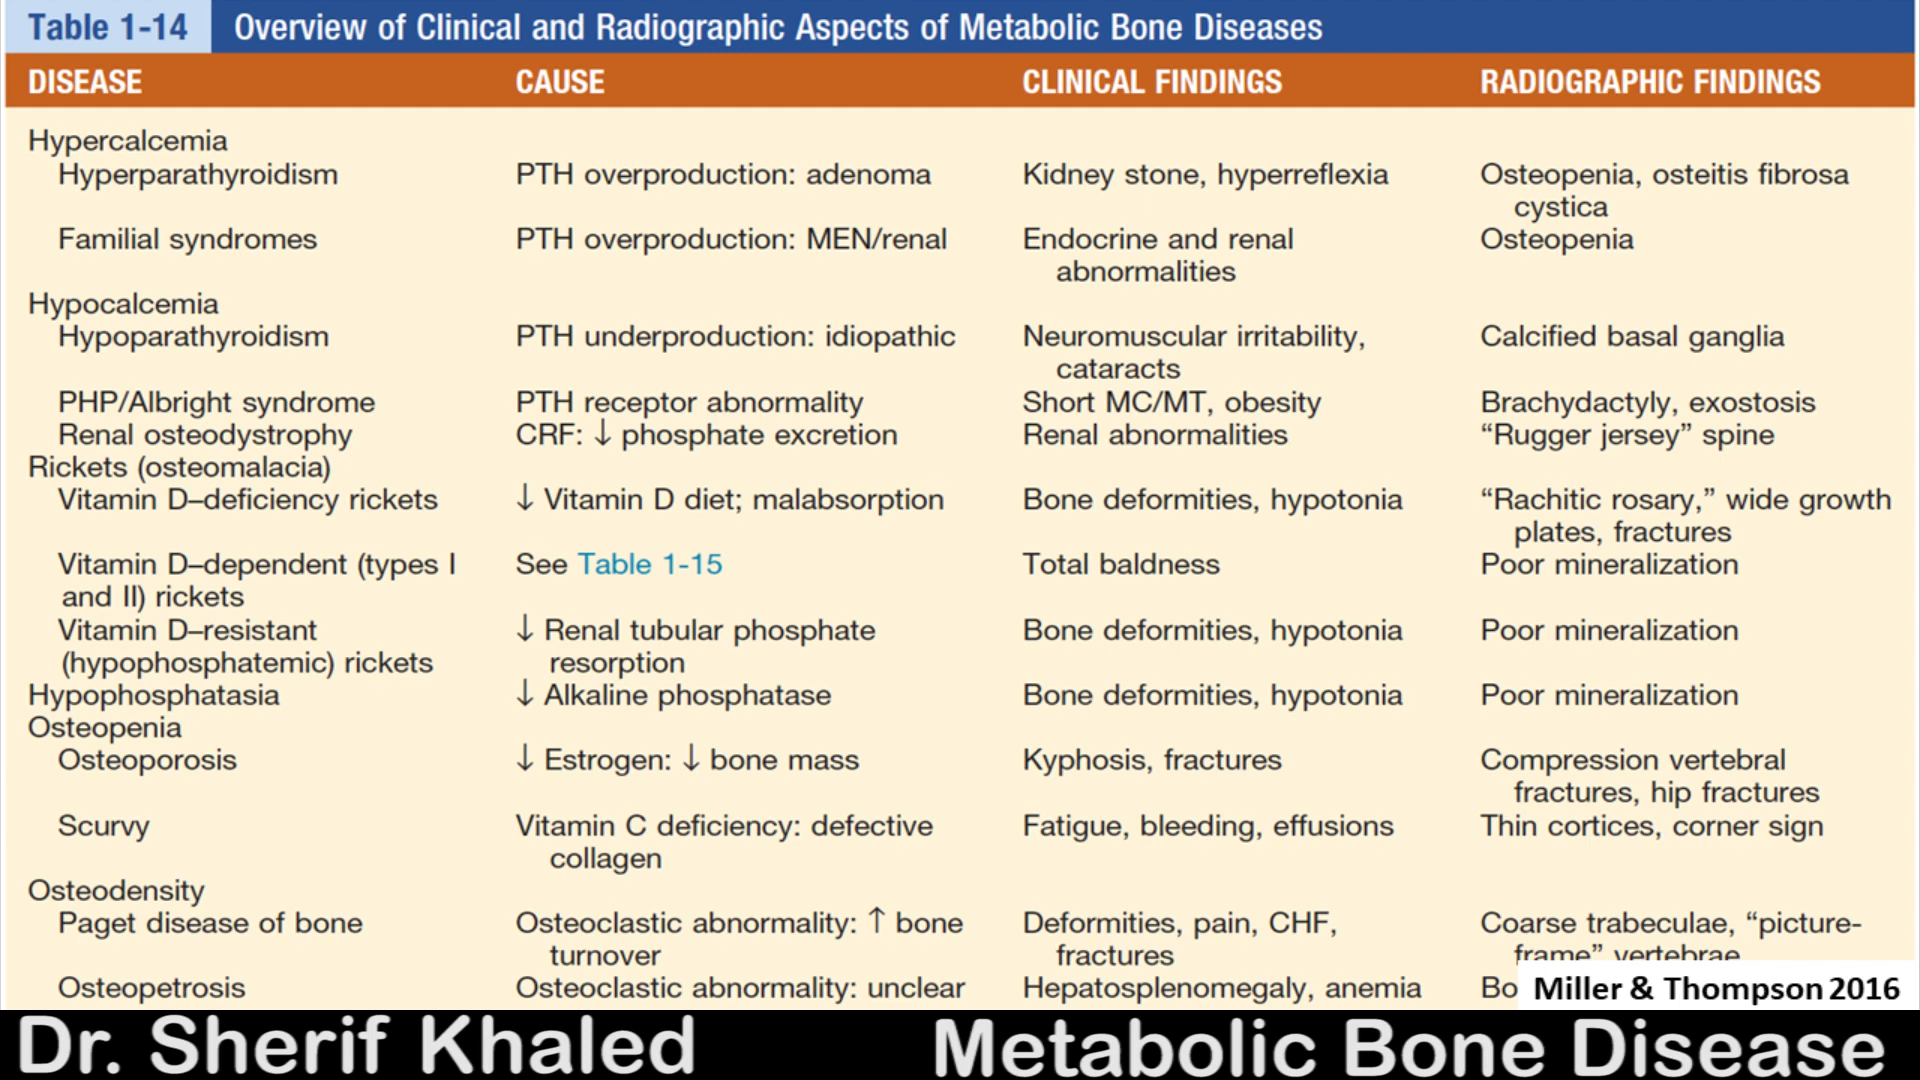 Table 1-14 Overview of Clinical and Radiographic Aspects of Metabolic Bone Diseases
DISEASE CAUSE CLINICAL FINDINGS RADIOGRAPHIC FINDINGS
Hypercalcemia
Hyperparathyroidism PTH overproduction: adenoma Kidney stone, hyperreflexia Osteopenia, osteitis fibrosa
cystica
Familial syndromes PTH overproduction: MEN/renal Endocrine and renal Osteopenia
abnormalities
Hypocalcemia
Hypoparathyroidism PTH underproduction: idiopathic Neuromuscular irritability, Calcified basal ganglia
cataracts
PHP/Albright syndrome PTH receptor abnormality Short MC/MT, obesity Brachydactyly, exostosis
Renal osteodystrophy CRF: ↓ phosphate excretion Renal abnormalities “Rugger jersey” spine
Rickets (osteomalacia)
Vitamin D–deficiency rickets ↓ Vitamin D diet; malabsorption Bone deformities, hypotonia “Rachitic rosary,” wide growth
plates, fractures
Vitamin D–dependent (types I See Table 1-15 Total baldness Poor mineralization
and II) rickets
Vitamin D–resistant ↓ Renal tubular phosphate Bone deformities, hypotonia Poor mineralization
(hypophosphatemic) rickets resorption
Hypophosphatasia ↓ Alkaline phosphatase Bone deformities, hypotonia Poor mineralization
Osteopenia
Osteoporosis ↓ Estrogen: ↓ bone mass Kyphosis, fractures Compression vertebral
fractures, hip fractures
Scurvy Vitamin C deficiency: defective Fatigue, bleeding, effusions Thin cortices, corner sign
collagen
Osteodensity
Paget disease of bone Osteoclastic abnormality: ↑ bone Deformities, pain, CHF, Coarse trabeculae, “picture-
turnover fractures frame” vertebrae
Osteopetrosis Osteoclastic abnormality: unclear Hepatosplenomegaly, anemia
Miller & Thompson 2016
Dr. Sherif Khaled Metabolic Bone Disease